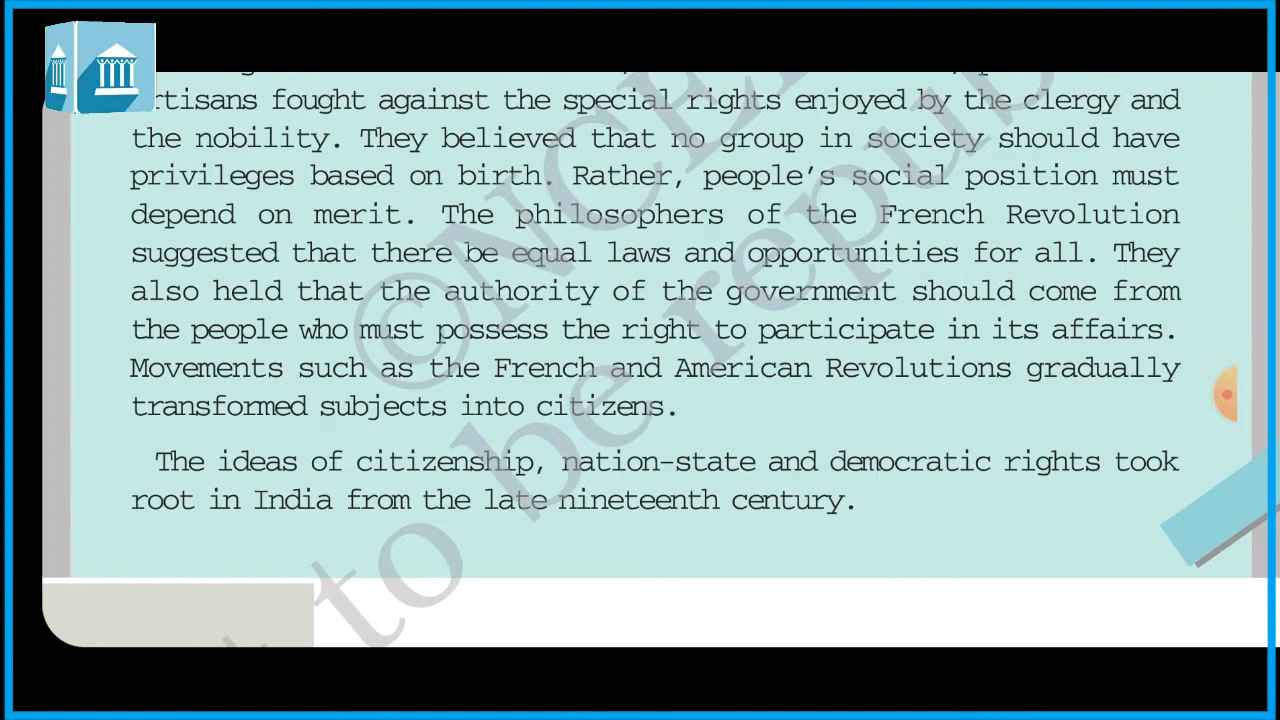 artisans fought against the special rights enjoyed by the clergy and
the nobility. They believed that no group in society should have
privileges based on birth. Rather, people's social position must
depend on merit. The philosophers of the French Revolution
suggested that there be equal laws and opportunities for all. They
also held that the authority of the government should come from
the people who must possess the right to participate in its affairs.
Movements such as the French and American Revolutions gradually
transformed subjects into citizens.
The ideas of citizenship, nation-state and democratic rights took
root in India from the late nineteenth century.
©NCE
to be repu